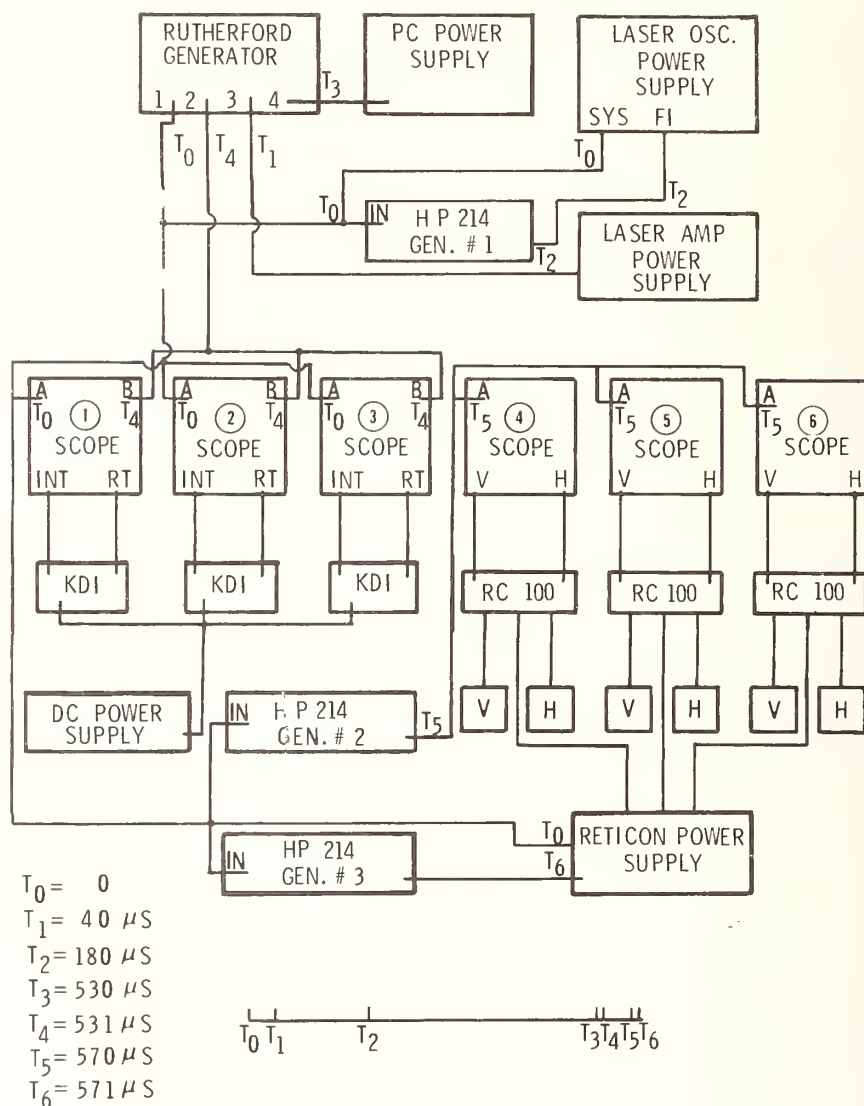 RUTHERFORD
GENERATOR
1 2 3 4
T3
PC POWER
SUPPLY
LASER OSC.
POWER
SUPPLY
SYS FI
T0
T4
T1
T0
T2
T0
IN
HP 214
GEN. # 1
T2
LASER AMP
POWER
SUPPLY
A B
T0 1 T4
SCOPE
INT RT
A B
T0 2 T4
SCOPE
INT RT
A B
T0 3 T4
SCOPE
INT RT
A
T5 4
SCOPE
V H
A
T5 5
SCOPE
V H
A
T5 6
SCOPE
V H
KDI
KDI
KDI
RC 100
RC 100
RC 100
V
H
V
H
V
H
DC POWER
SUPPLY
IN
HP 214
GEN. # 2
T5
IN
HP 214
GEN. # 3
T0
T6
RETICON POWER
SUPPLY
T0 = 0
T1 = 40 μS
T2 = 180 μS
T3 = 530 μS
T4 = 531 μS
T5 = 570 μS
T6 = 571 μS
T0 T1 T2 T3 T4 T5 T6